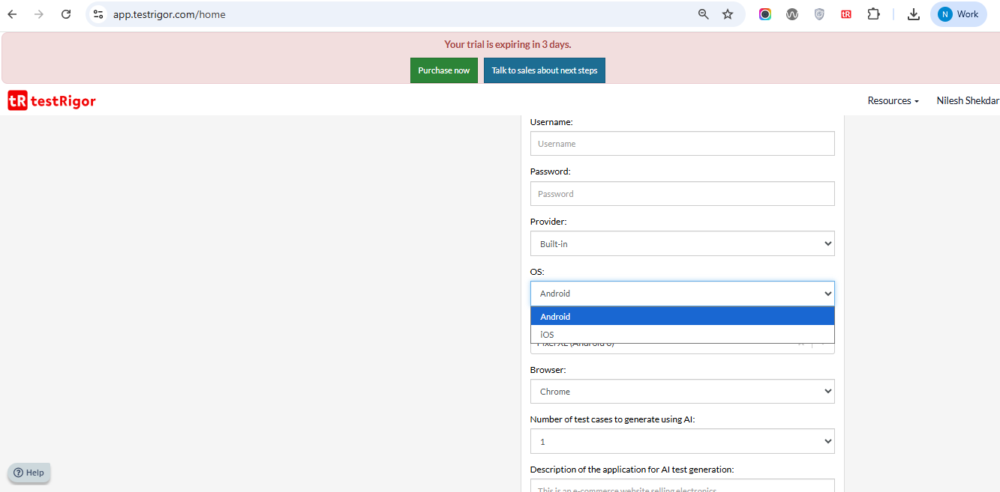 app.testrigor.com/home
tR
N Work
Your trial is expiring in 3 days.
Purchase now
Talk to sales about next steps
tR testRigor
Resources
Nilesh Shekdar
Username:
Username
Password:
Password
Provider:
Built-in
OS:
Android
Android
iOS
Pixel XL (Android 8)
Browser:
Chrome
Number of test cases to generate using AI:
1
Description of the application for AI test generation:
This is an e-commerce website selling electronics
? Help